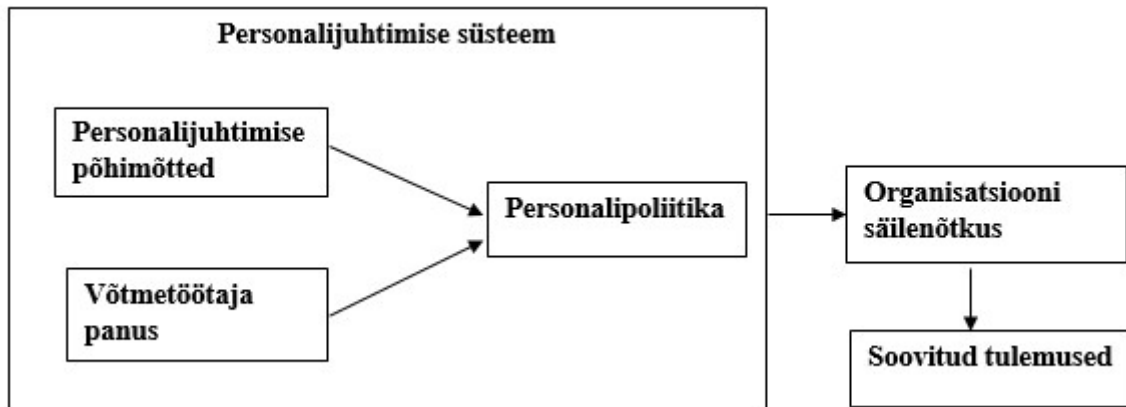 Personalijuhtimise süsteem
Personalijuhtimise
põhimõtted
Personalipoliitika
Võtmetöötaja
panus
Organisatsiooni
säilenõtkus
Soovitud tulemused